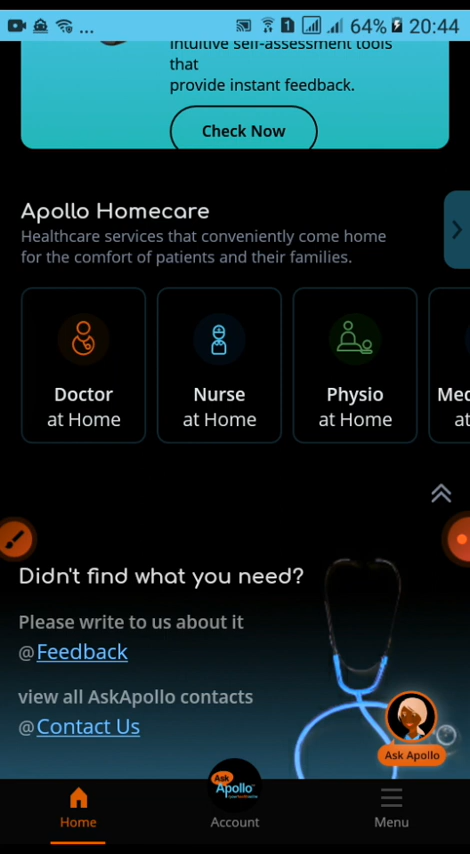 ... 1 64% 20:44
Intuitive self-assessment tools
that
provide instant feedback.
Check Now
Apollo Homecare
Healthcare services that conveniently come home
for the comfort of patients and their families.
Doctor
at Home
Nurse
at Home
Physio
at Home
Med
at
Didn't find what you need?
Please write to us about it
@Feedback
view all AskApollo contacts
@Contact Us
Ask Apollo
Ask
Apollo
Home
Account
Menu